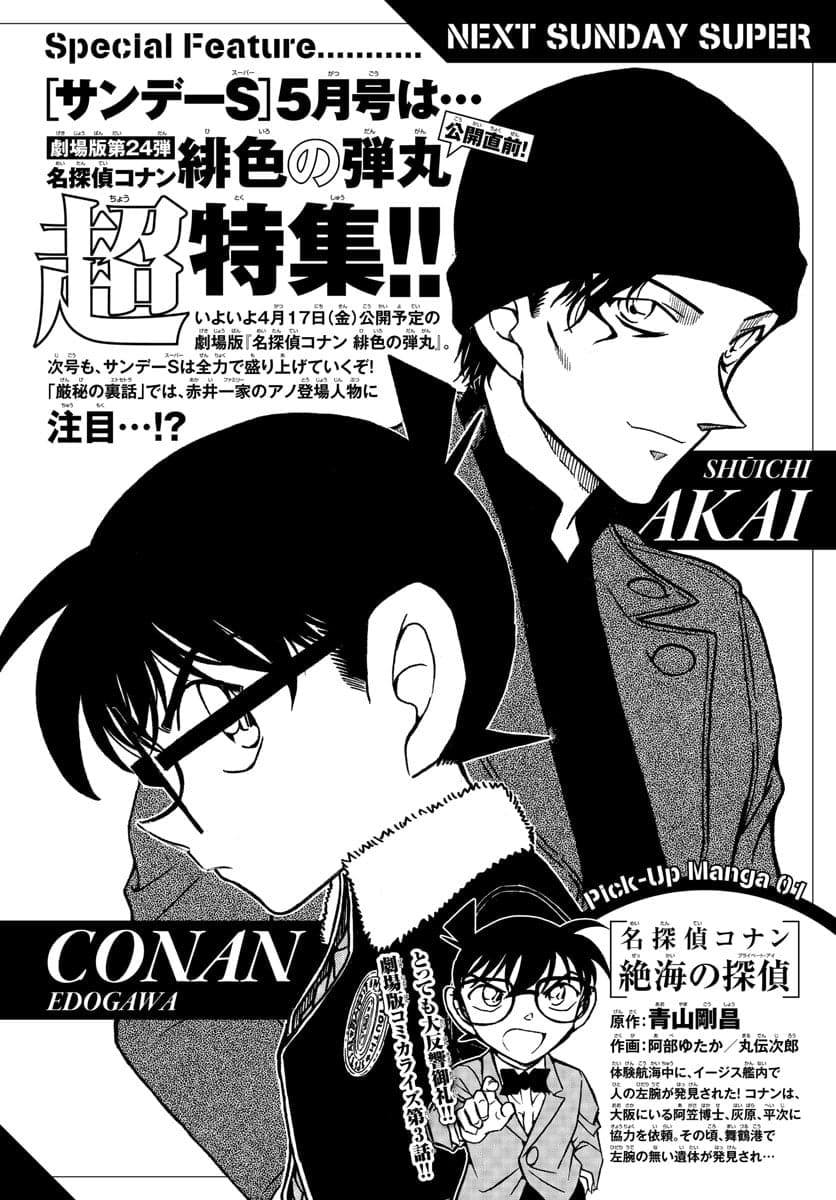 NEXT SUNDAY SUPER
Special Feature...........
[サンデーS]5月号は…
劇場版第24弾
名探偵コナン 緋色の弾丸
公開直前!
超特集!!
いよいよ4月17日(金)公開予定の
劇場版『名探偵コナン 緋色の弾丸』。
次号も、サンデーSは全力で盛り上げていくぞ!
「厳秘の裏話」では、赤井一家のアノ登場人物に
注目…!?
SHŪICHI
AKAI
CONAN
EDOGAWA
Pick-Up Manga 01
[名探偵コナン
絶海の探偵]
原作:青山剛昌
作画:阿部ゆたか/丸伝次郎
体験航海中に、イージス艦内で
人の左腕が発見された! コナンは、
大阪にいる阿笠博士、灰原、平次に
協力を依頼。その頃、舞鶴港で
左腕の無い遺体が発見され…
とっても大反響御礼!!
劇場版コミカライズ第3話!!